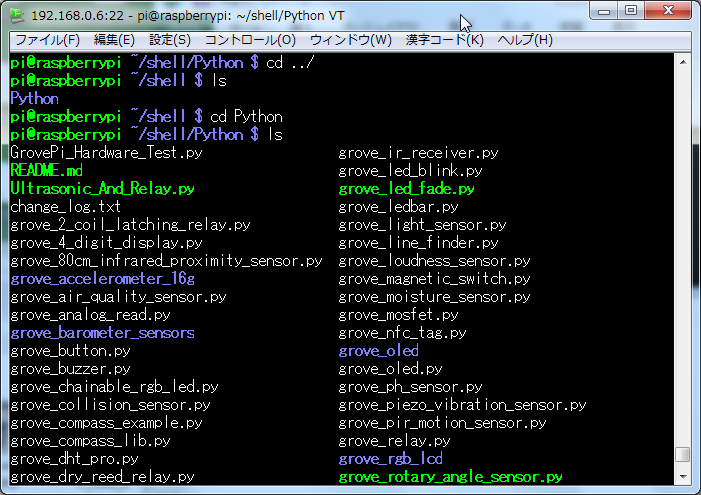 192.168.0.6:22 - pi@raspberrypi: ~/shell/Python VT
ファイル(F) 編集(E) 設定(S) コントロール(O) ウィンドウ(W) 漢字コード(K) ヘルプ(H)
pi@raspberrypi ~/shell/Python $ cd ../
pi@raspberrypi ~/shell $ ls
Python
pi@raspberrypi ~/shell $ cd Python
pi@raspberrypi ~/shell/Python $ ls
GrovePi_Hardware_Test.py grove_ir_receiver.py
README.md grove_led_blink.py
Ultrasonic_And_Relay.py grove_led_fade.py
change_log.txt grove_ledbar.py
grove_2_coil_latching_relay.py grove_light_sensor.py
grove_4_digit_display.py grove_line_finder.py
grove_80cm_infrared_proximity_sensor.py grove_loudness_sensor.py
grove_accelerometer_16g grove_magnetic_switch.py
grove_air_quality_sensor.py grove_moisture_sensor.py
grove_analog_read.py grove_mosfet.py
grove_barometer_sensors grove_nfc_tag.py
grove_button.py grove_oled
grove_buzzer.py grove_oled.py
grove_chainable_rgb_led.py grove_ph_sensor.py
grove_collision_sensor.py grove_piezo_vibration_sensor.py
grove_compass_example.py grove_pir_motion_sensor.py
grove_compass_lib.py grove_relay.py
grove_dht_pro.py grove_rgb_lcd
grove_dry_reed_relay.py grove_rotary_angle_sensor.py